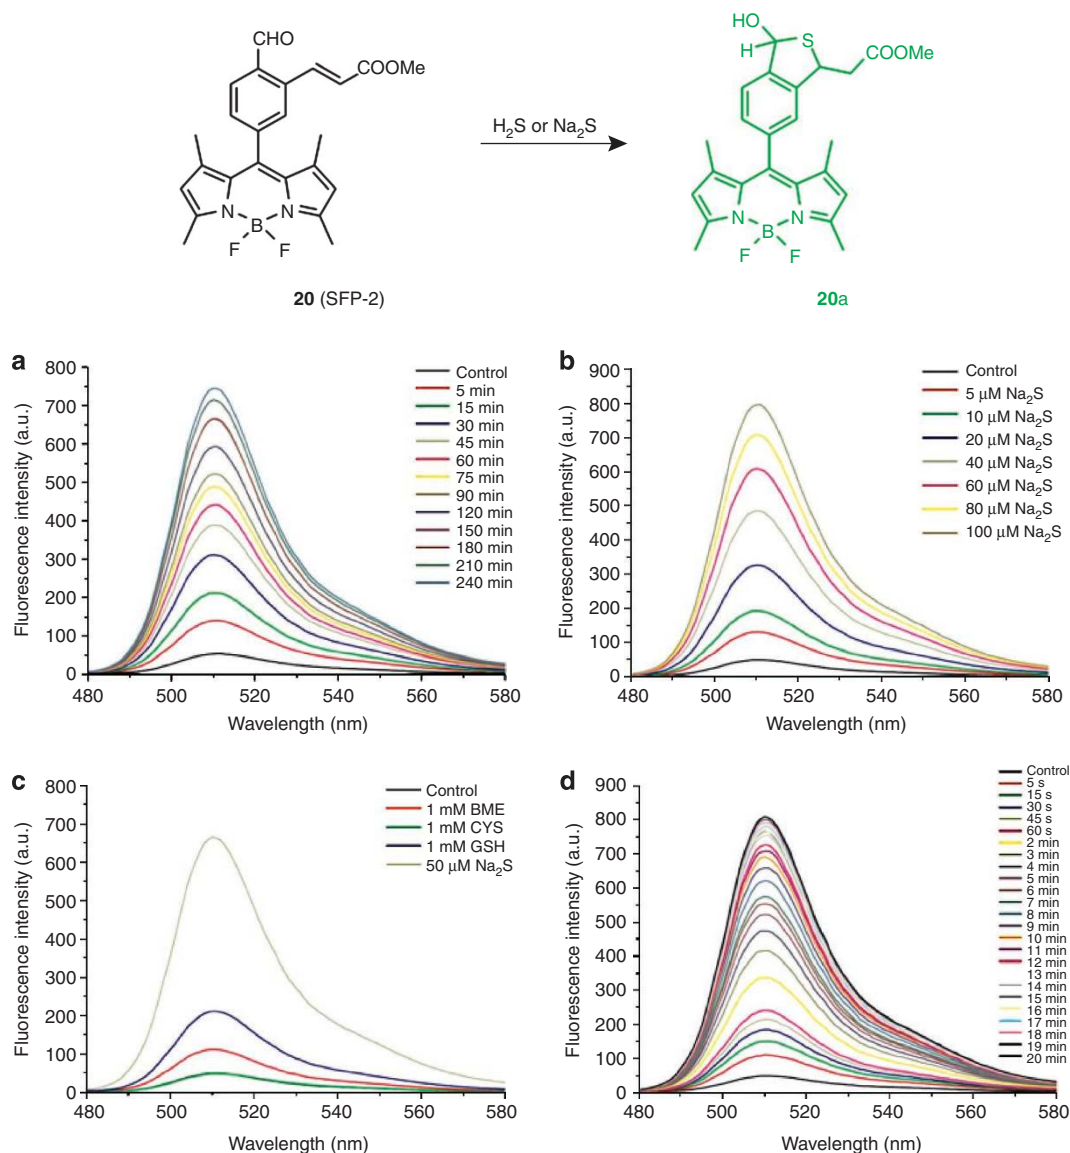 CHO
COOMe
N
N
B
F
F
20 (SFP-2)
H2S or Na2S
HO
H
S
COOMe
N
N
B
F
F
20a
a
800
700
600
500
400
300
200
100
0
480
500
520
540
560
580
Fluorescence intensity (a.u.)
Wavelength (nm)
Control
5 min
15 min
30 min
45 min
60 min
75 min
90 min
120 min
150 min
180 min
210 min
240 min
b
900
800
700
600
500
400
300
200
100
0
480
500
520
540
560
580
Fluorescence intensity (a.u.)
Wavelength (nm)
Control
5 μM Na2S
10 μM Na2S
20 μM Na2S
40 μM Na2S
60 μM Na2S
80 μM Na2S
100 μM Na2S
c
800
700
600
500
400
300
200
100
0
480
500
520
540
560
580
Fluorescence intensity (a.u.)
Wavelength (nm)
Control
1 mM BME
1 mM CYS
1 mM GSH
50 μM Na2S
d
900
800
700
600
500
400
300
200
100
0
480
500
520
540
560
580
Fluorescence intensity (a.u.)
Wavelength (nm)
Control
5 s
15 s
30 s
45 s
60 s
2 min
3 min
4 min
5 min
6 min
7 min
8 min
9 min
10 min
11 min
12 min
13 min
14 min
15 min
16 min
17 min
18 min
19 min
20 min